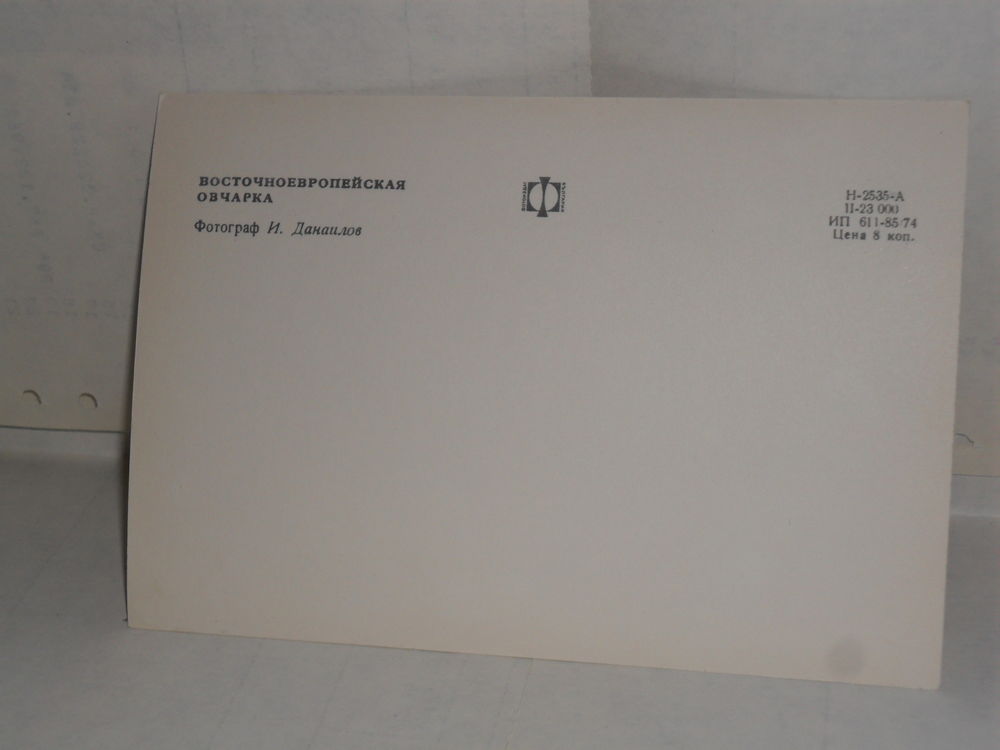 ВОСТОЧНОЕВРОПЕЙСКАЯ
ОВЧАРКА
Фотограф И. Данаилов
Н-2535-А
II-23 000
ИП 611-85/74
Цена 8 коп.